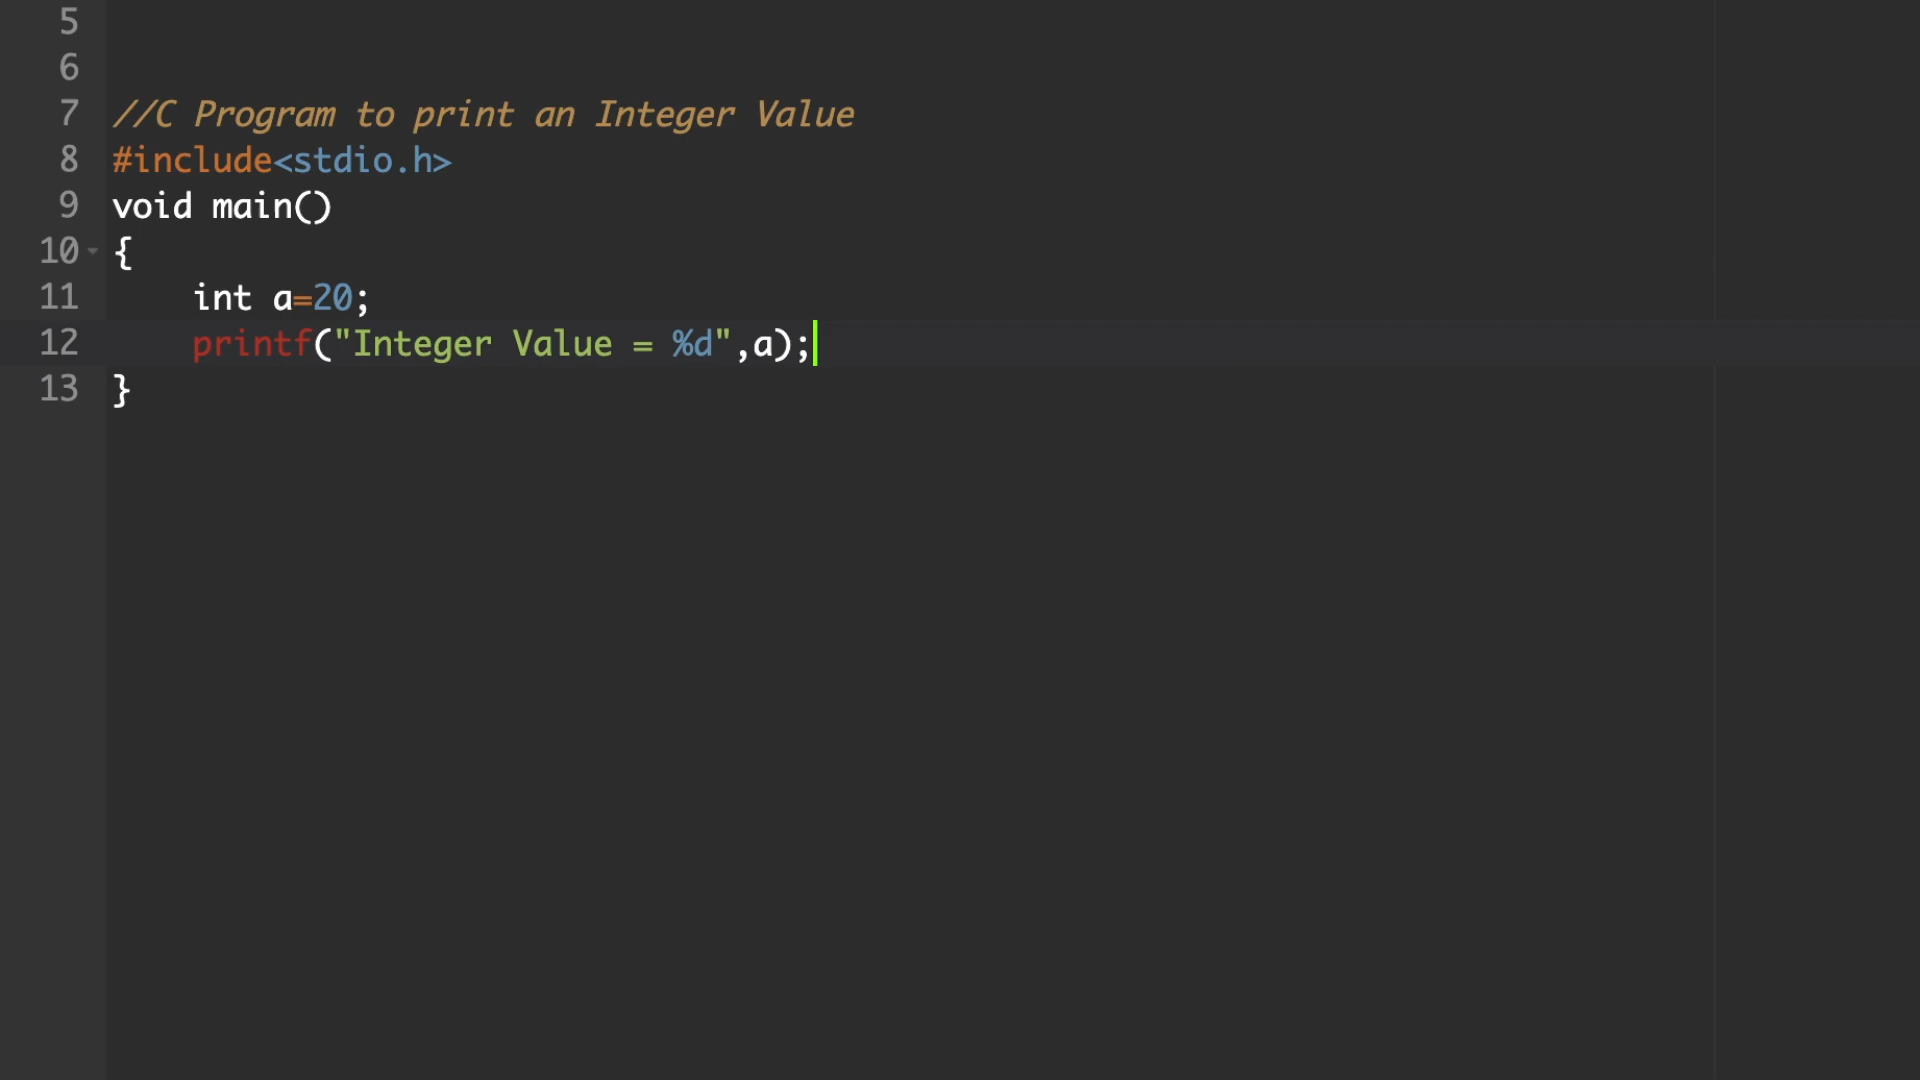 5
6
7 //C Program to print an Integer Value
8 #include<stdio.h>
9 void main()
10 {
11     int a=20;
12     printf("Integer Value = %d",a);
13 }